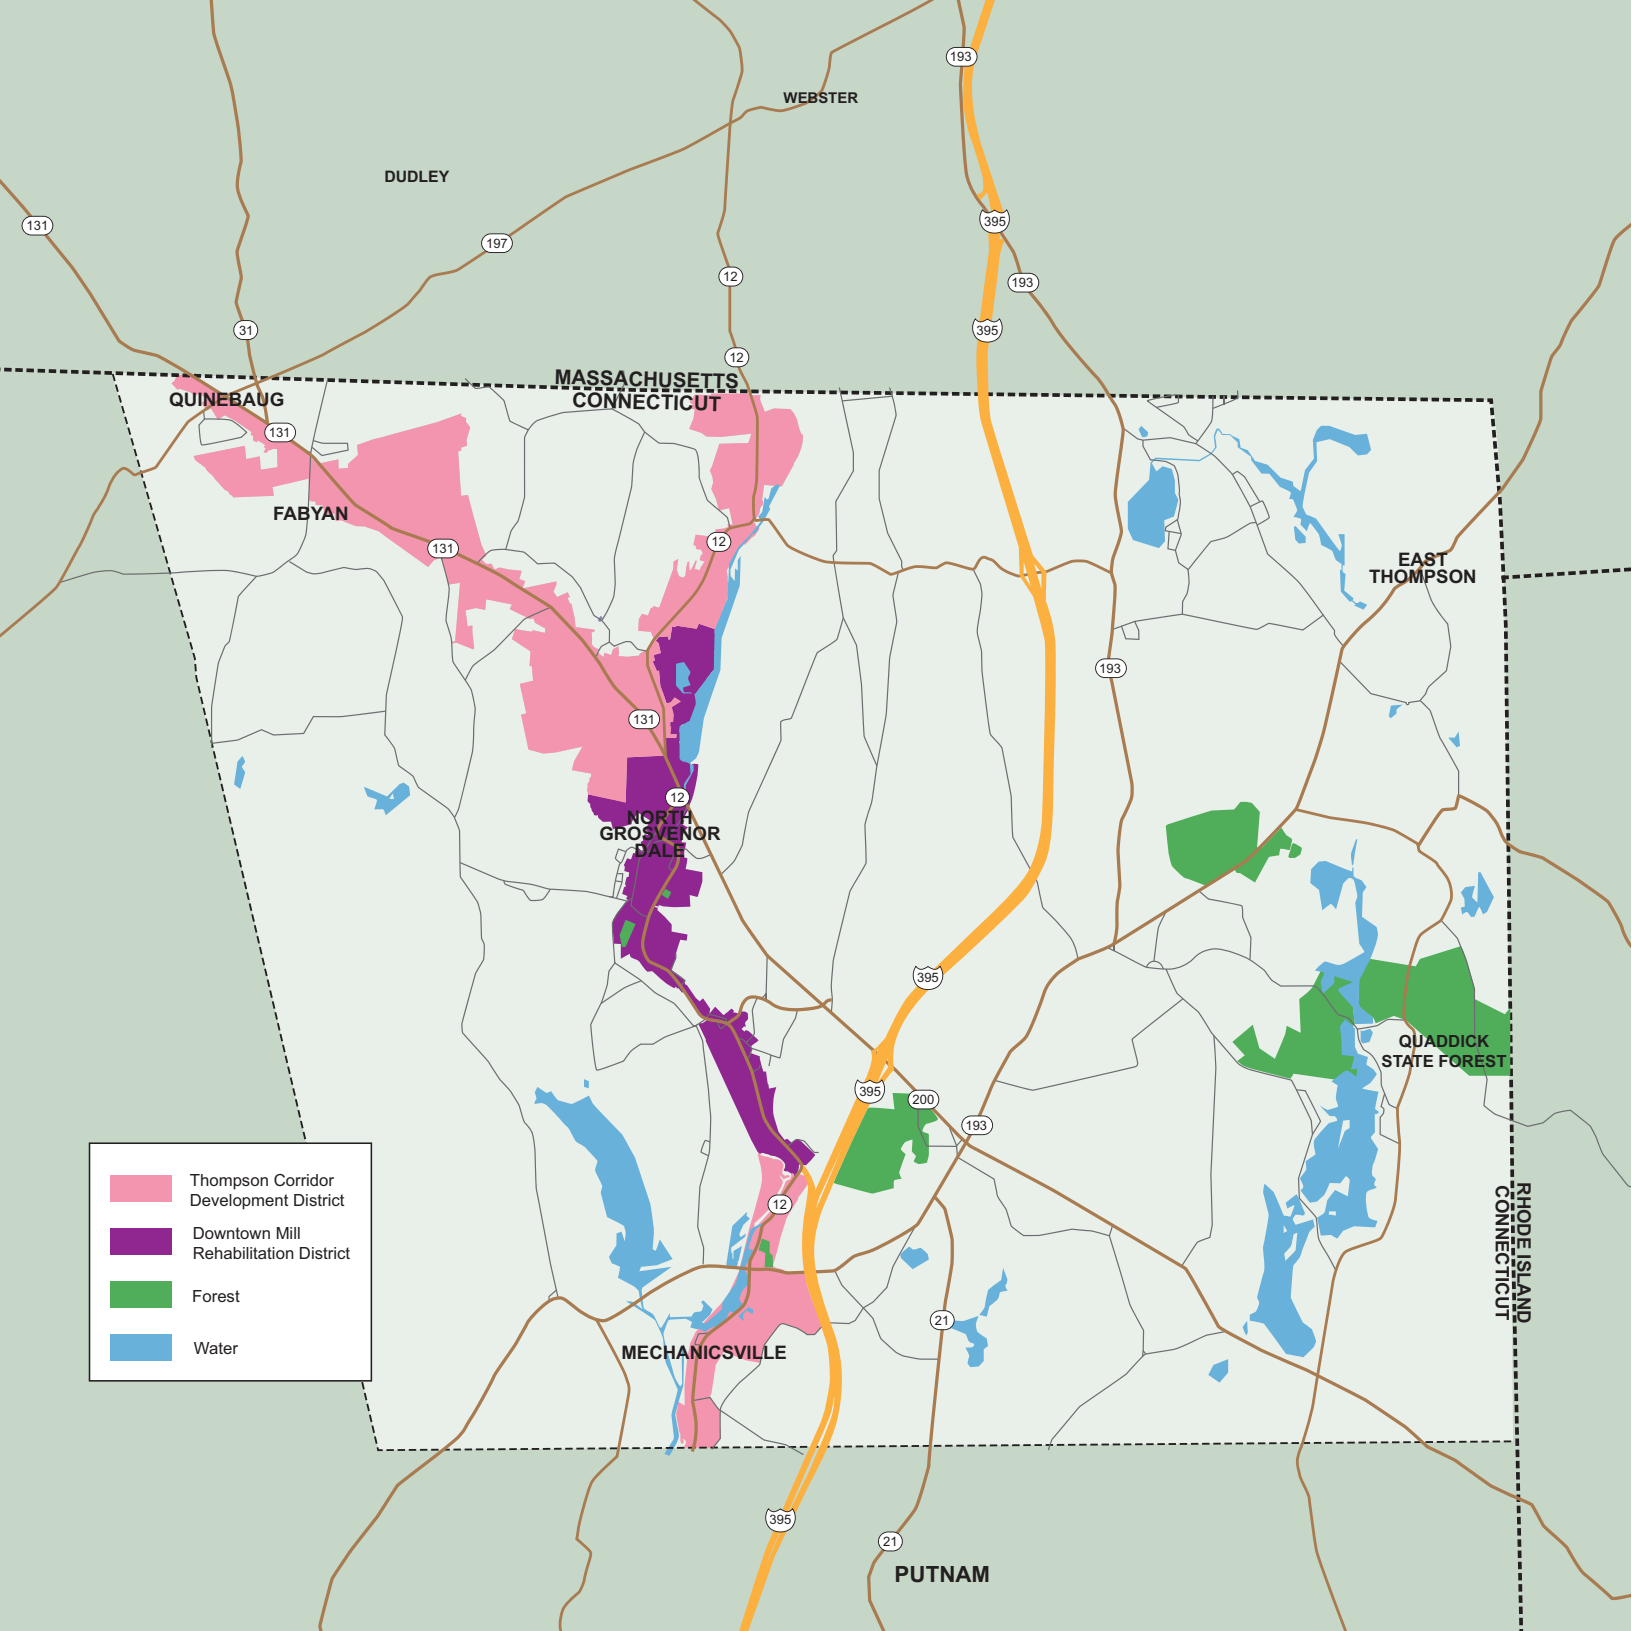 193
WEBSTER
DUDLEY
395
131
197
12
193
31
395
12
MASSACHUSETTS
CONNECTICUT
QUINEBAUG
131
FABYAN
12
131
EAST
THOMPSON
193
131
12
NORTH
GROSVENOR
DALE
395
QUADDICK
STATE FOREST
395
200
193
Thompson Corridor
Development District
Downtown Mill
Rehabilitation District
Forest
Water
12
RHODE ISLAND
CONNECTICUT
21
MECHANICSVILLE
395
21
PUTNAM